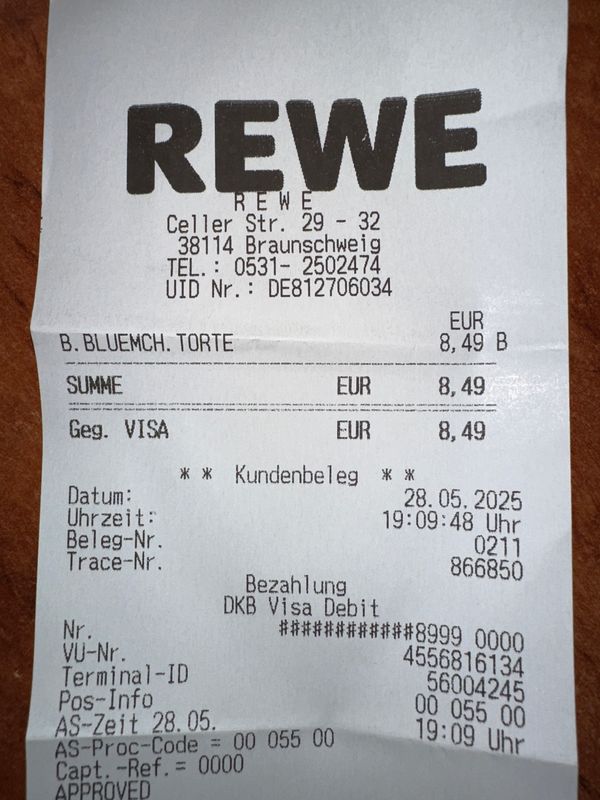 REWE
R E W E
Celler Str. 29 - 32
38114 Braunschweig
TEL.: 0531- 2502474
UID Nr.: DE812706034
EUR
B.BLUEMCH.TORTE 8,49 B
SUMME EUR 8,49
Geg. VISA EUR 8,49
* * Kundenbeleg * *
Datum: 28.05.2025
Uhrzeit: 19:09:48 Uhr
Beleg-Nr. 0211
Trace-Nr. 866850
Bezahlung
DKB Visa Debit
Nr. ############8999 0000
VU-Nr. 4556816134
Terminal-ID 56004245
Pos-Info 00 055 00
AS-Zeit 28.05. 19:09 Uhr
AS-Proc-Code = 00 055 00
Capt.-Ref.= 0000
APPROVED